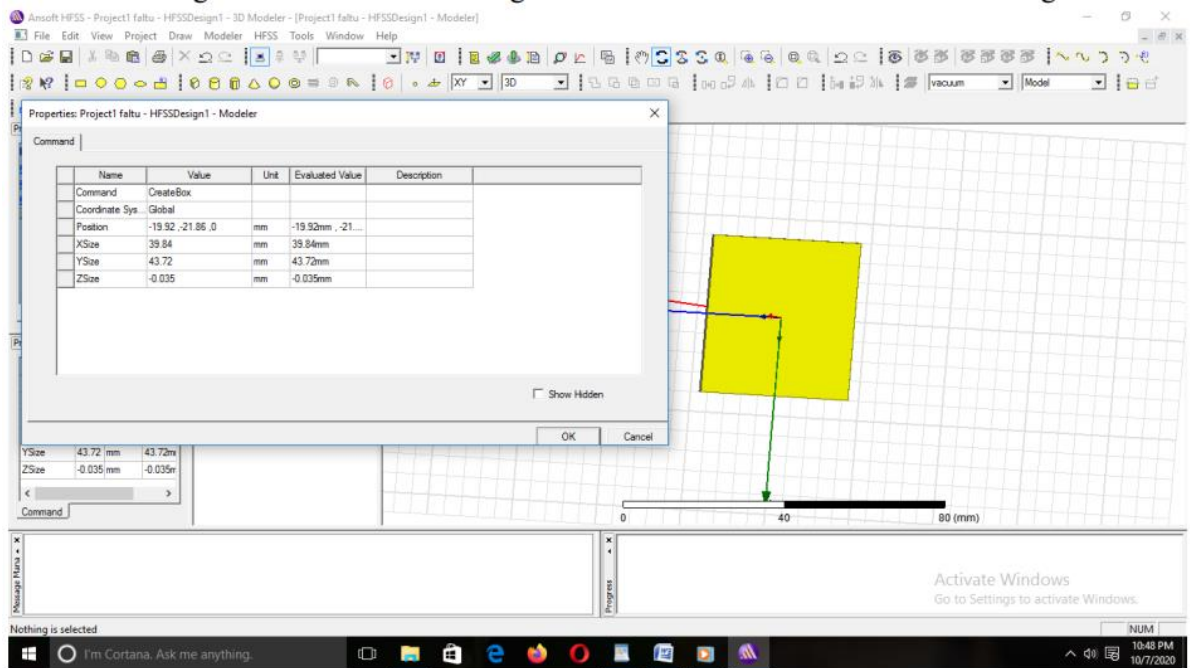 Ansoft HFSS - Project1 faltu - HFSSDesign1 - 3D Modeler - [Project1 faltu - HFSSDesign1 - Modeler]
File Edit View Project Draw Modeler HFSS Tools Window Help
XY 3D vacuum Model
Properties: Project1 faltu - HFSSDesign1 - Modeler
Command
Name Value Unit Evaluated Value Description
Command CreateBox
Coordinate Sys... Global
Position -19.92 ,-21.86 ,0 mm -19.92mm , -21....
XSize 39.84 mm 39.84mm
YSize 43.72 mm 43.72mm
ZSize -0.035 mm -0.035mm
Show Hidden
OK Cancel
YSize 43.72 mm 43.72m
ZSize -0.035 mm -0.035m
Command
0 40 80 (mm)
Message Mana
Progress
Activate Windows
Go to Settings to activate Windows.
Nothing is selected NUM
I'm Cortana. Ask me anything. 10:48 PM
10/7/2020